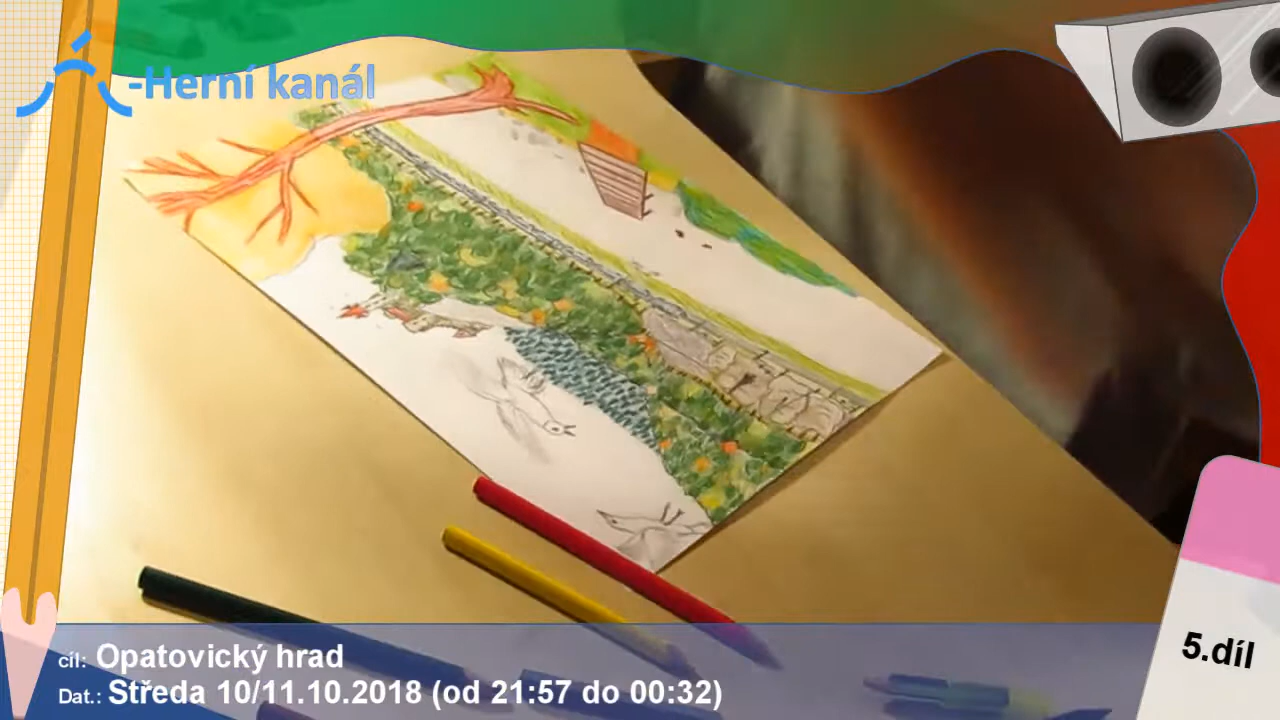 Á-Herní kanál
5.díl
cíl: Opatovický hrad
Dat.: Středa 10/11.10.2018 (od 21:57 do 00:32)